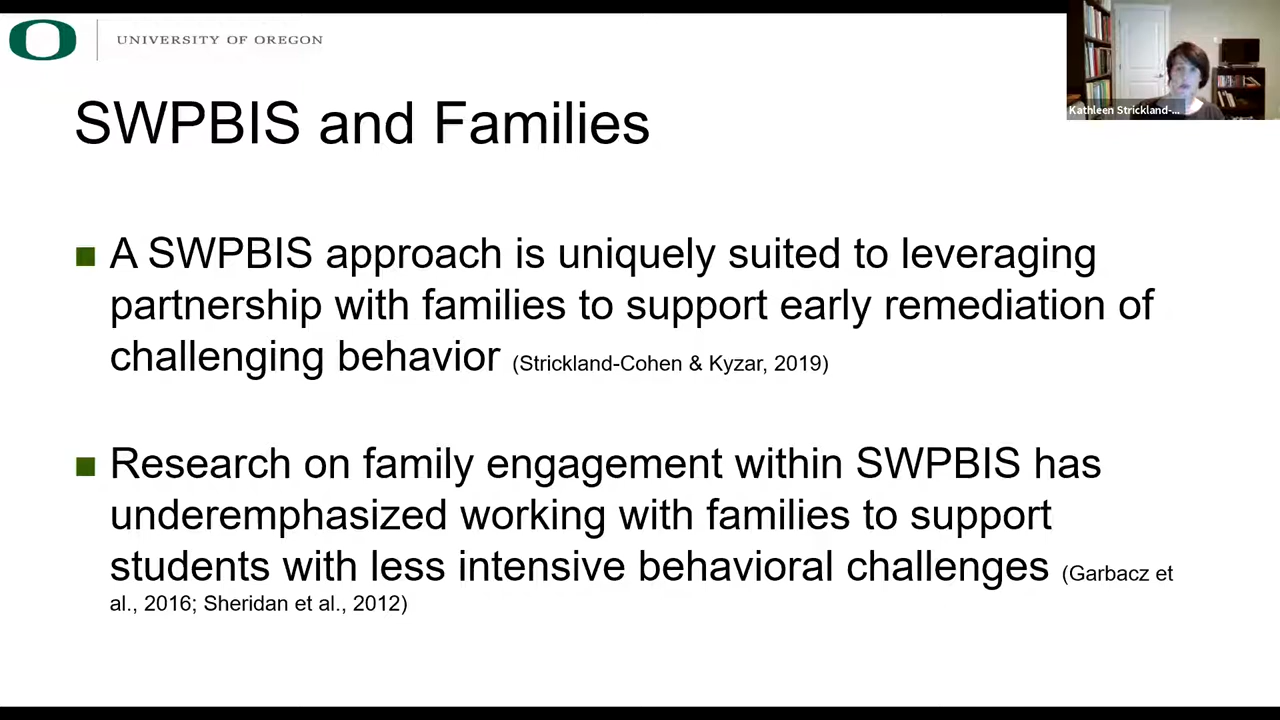 UNIVERSITY OF OREGON
Kathleen Strickland-...
SWPBIS and Families
A SWPBIS approach is uniquely suited to leveraging
partnership with families to support early remediation of
challenging behavior (Strickland-Cohen & Kyzar, 2019)
Research on family engagement within SWPBIS has
underemphasized working with families to support
students with less intensive behavioral challenges (Garbacz et
al., 2016; Sheridan et al., 2012)